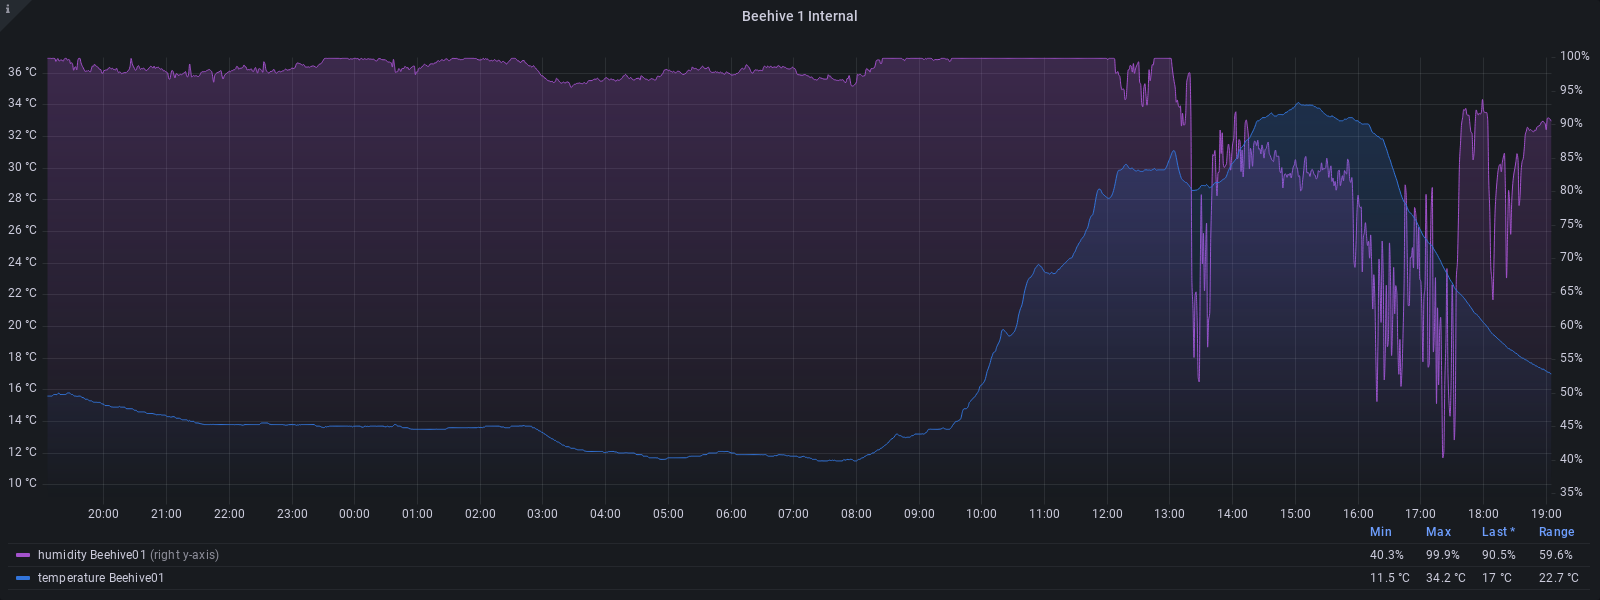 i
Beehive 1 Internal
36 °C 100%
34 °C 95%
32 °C 90%
30 °C 85%
28 °C 80%
26 °C 75%
24 °C 70%
22 °C 65%
20 °C 60%
18 °C 55%
16 °C 50%
14 °C 45%
12 °C 40%
10 °C 35%
20:00 21:00 22:00 23:00 00:00 01:00 02:00 03:00 04:00 05:00 06:00 07:00 08:00 09:00 10:00 11:00 12:00 13:00 14:00 15:00 16:00 17:00 18:00 19:00
Min Max Last * Range
humidity Beehive01 (right y-axis) 40.3% 99.9% 90.5% 59.6%
temperature Beehive01 11.5 °C 34.2 °C 17 °C 22.7 °C